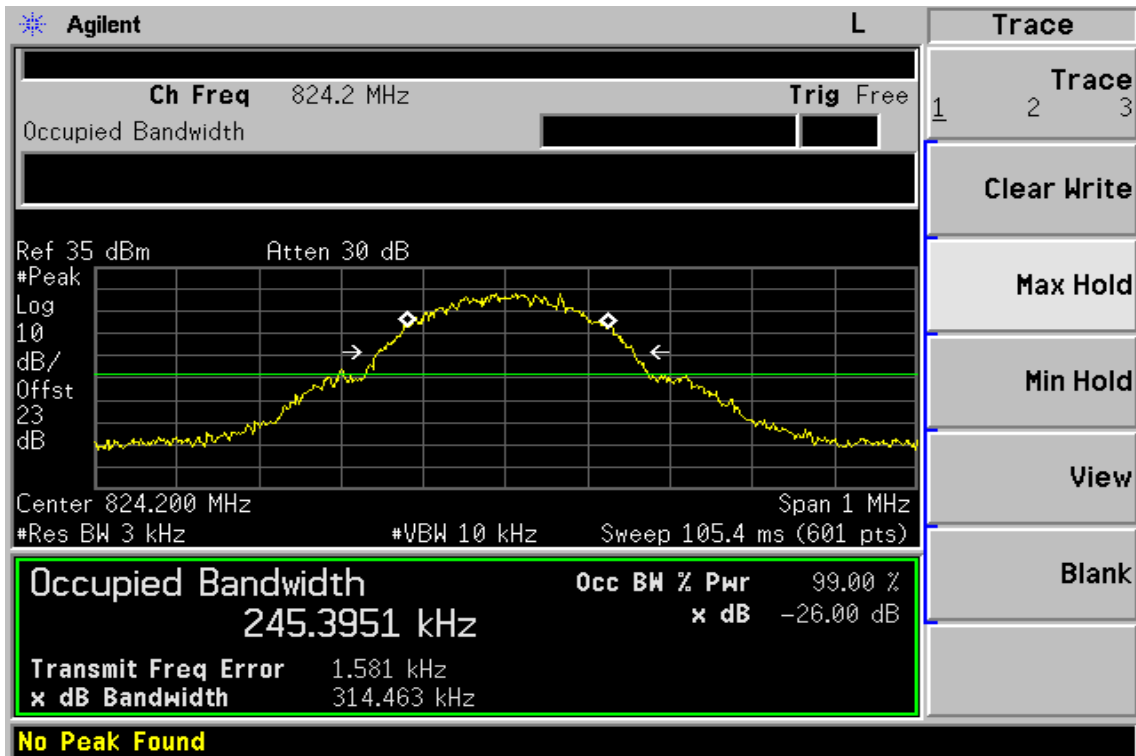 Agilent L Trace
Ch Freq 824.2 MHz Trig Free
Occupied Bandwidth
Trace
1 2 3
Clear Write
Max Hold
Min Hold
View
Blank
Ref 35 dBm Atten 30 dB
#Peak
Log
10
dB/
Offst
23
dB
Center 824.200 MHz Span 1 MHz
#Res BW 3 kHz #VBW 10 kHz Sweep 105.4 ms (601 pts)
Occupied Bandwidth
245.3951 kHz
Occ BW % Pwr 99.00 %
x dB -26.00 dB
Transmit Freq Error 1.581 kHz
x dB Bandwidth 314.463 kHz
No Peak Found